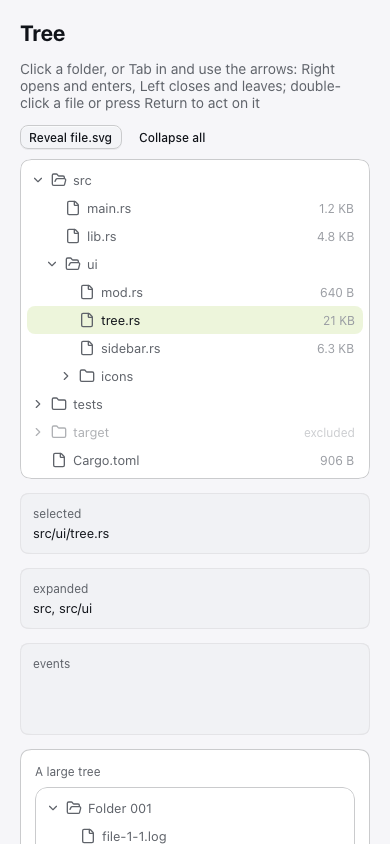 Tree
Click a folder, or Tab in and use the arrows: Right
opens and enters, Left closes and leaves; double-
click a file or press Return to act on it
Reveal file.svg Collapse all
src
main.rs 1.2 KB
lib.rs 4.8 KB
ui
mod.rs 640 B
tree.rs 21 KB
sidebar.rs 6.3 KB
icons
tests
target excluded
Cargo.toml 906 B
selected
src/ui/tree.rs
expanded
src, src/ui
events
A large tree
Folder 001
file-1-1.log